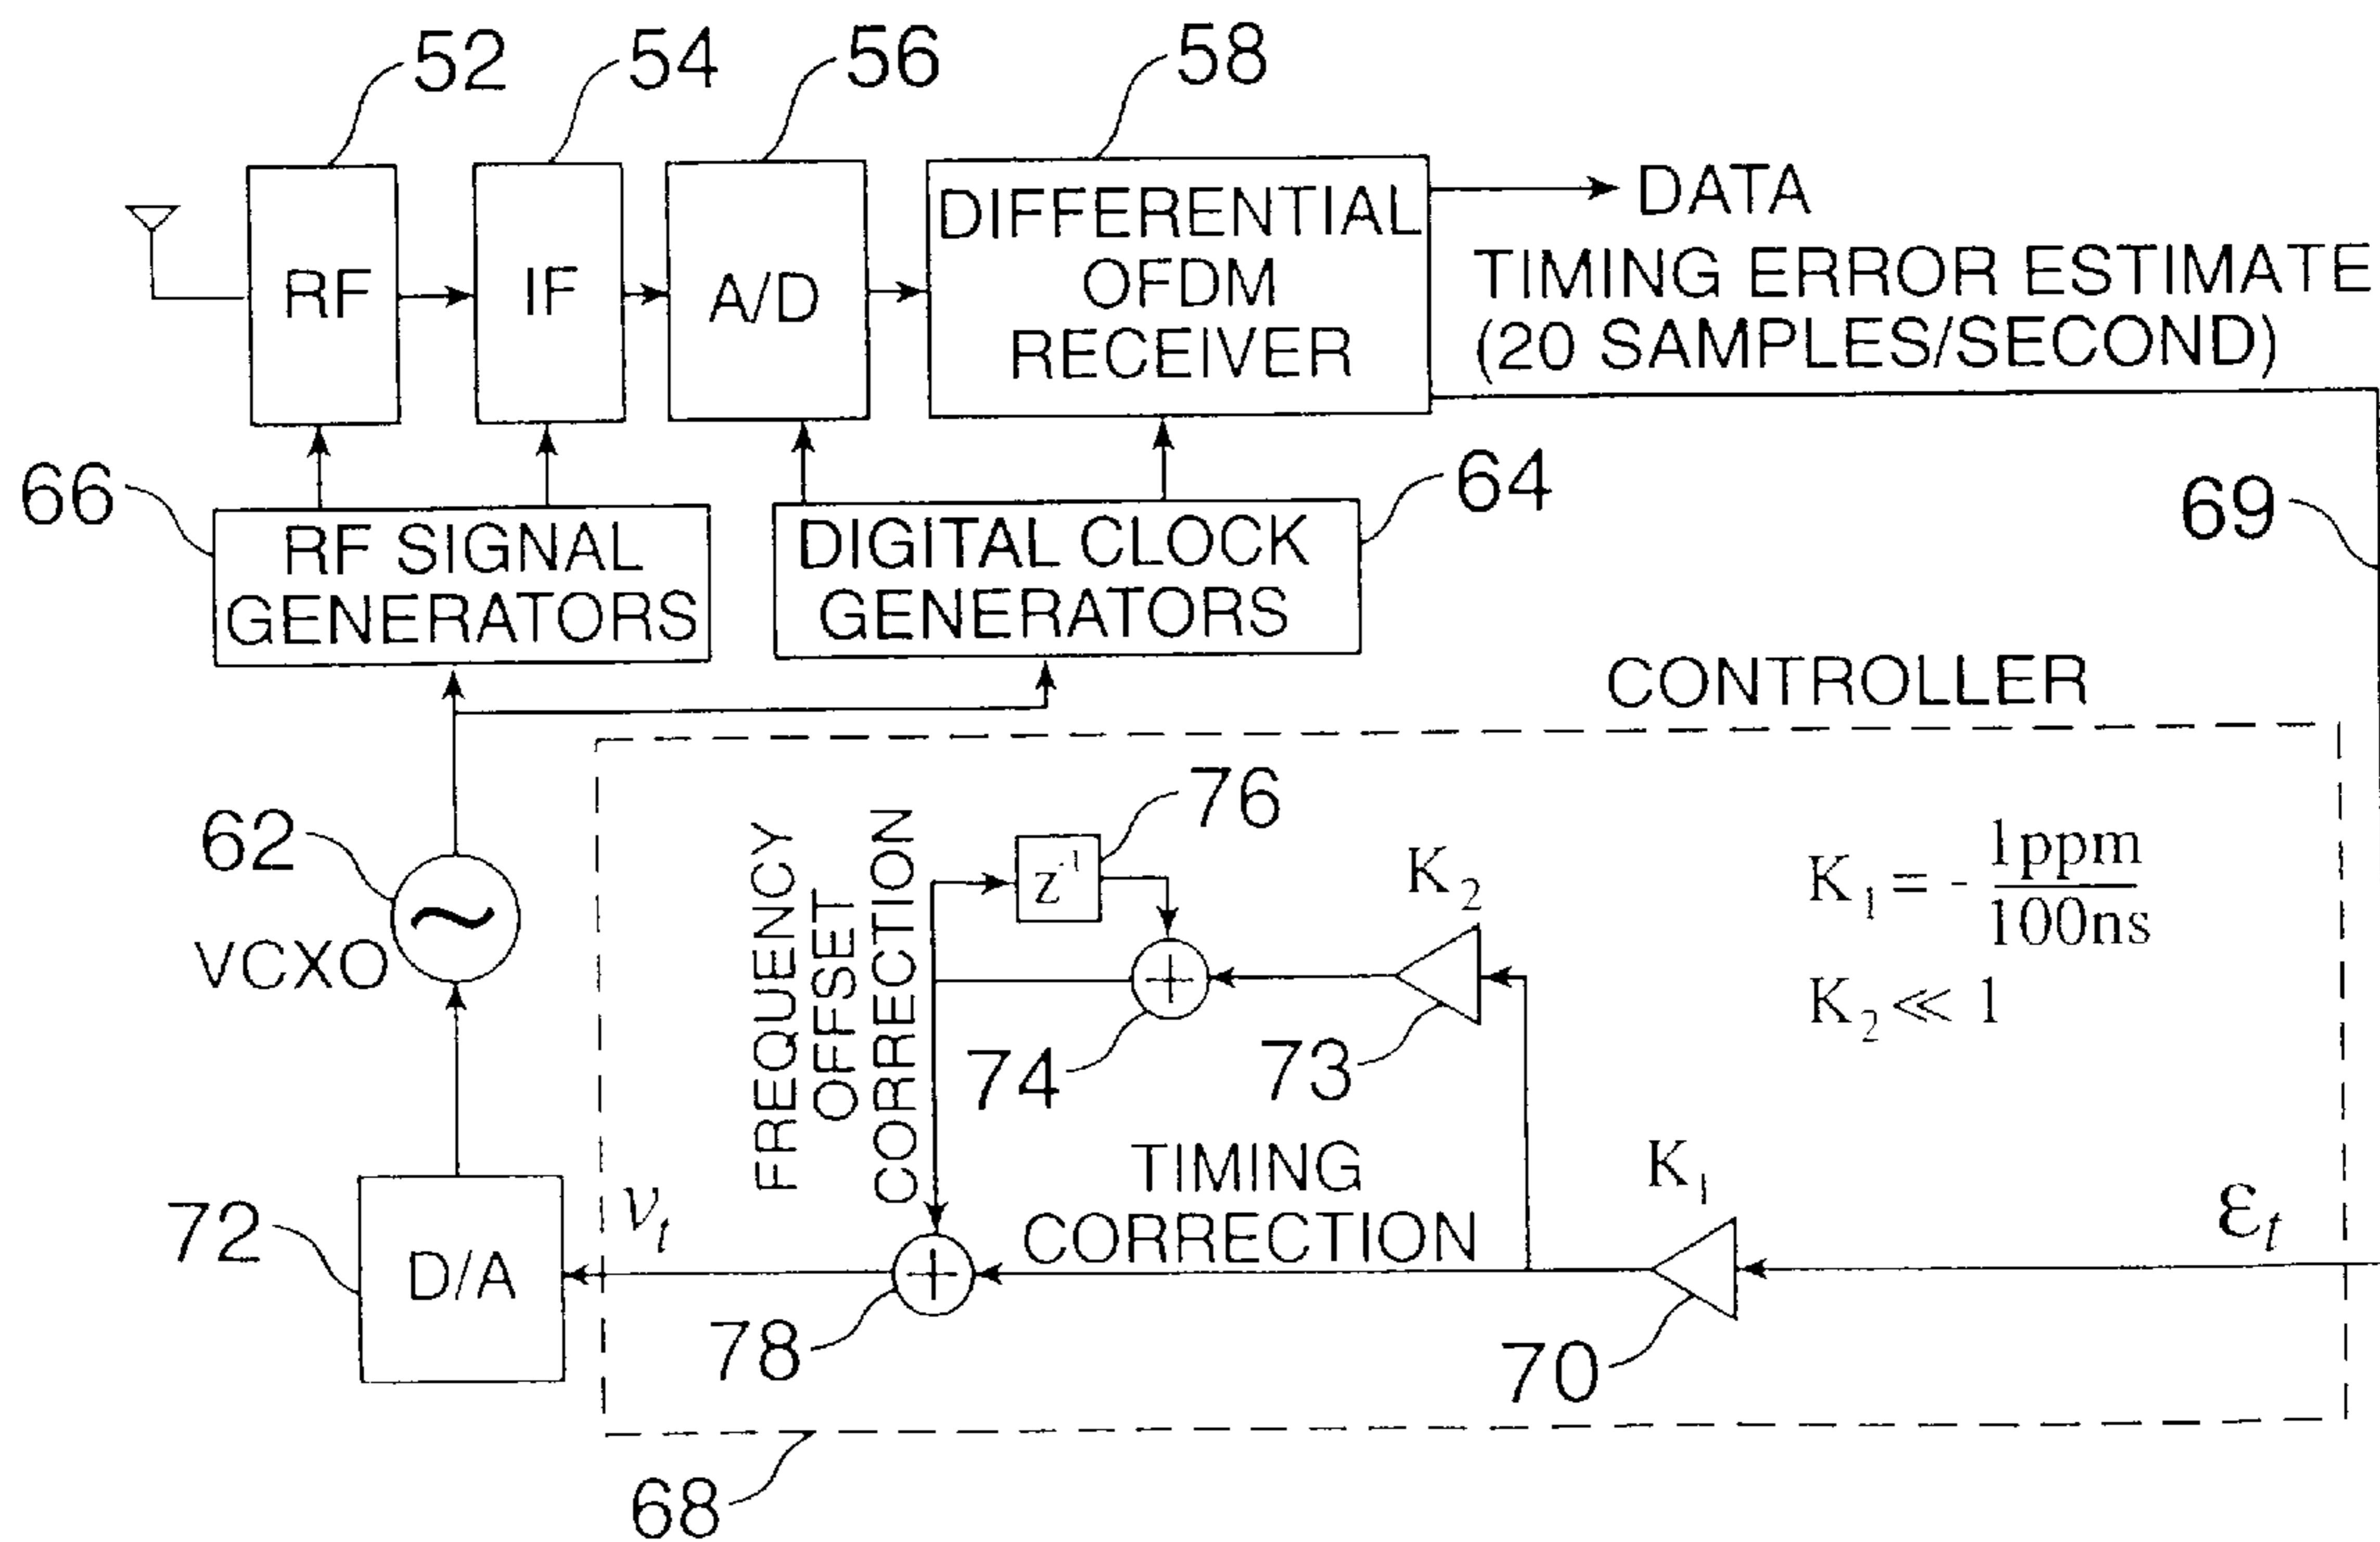 52
54
56
58
RF
IF
A/D
DIFFERENTIAL
OFDM
RECEIVER
DATA
TIMING ERROR ESTIMATE
(20 SAMPLES/SECOND)
66
RF SIGNAL
GENERATORS
DIGITAL CLOCK
GENERATORS
64
69
CONTROLLER
62
VCXO
FREQUENCY
OFFSET
CORRECTION
76
z⁻¹
K₂
K₁ = - 1ppm
100ns
K₂ ≪ 1
74
73
TIMING
CORRECTION
K₁
εₜ
νₜ
72
D/A
78
70
68